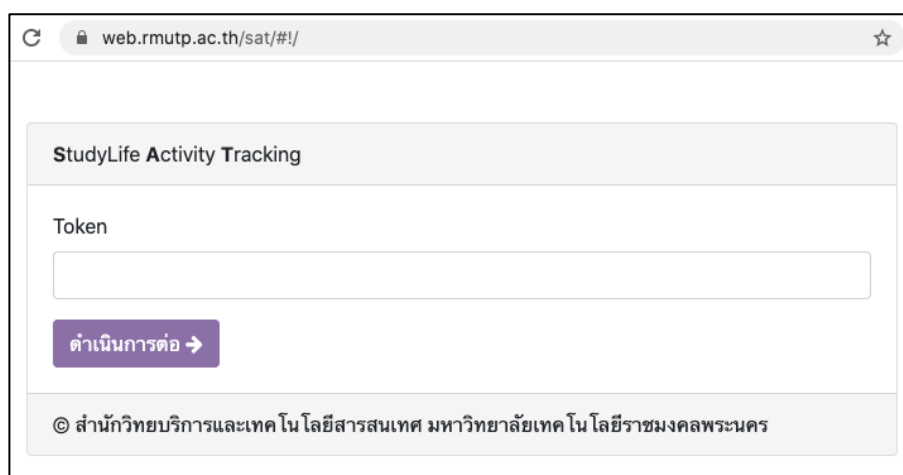 web.rmutp.ac.th/sat/#!/
StudyLife Activity Tracking
Token
ดำเนินการต่อ →
© สำนักวิทยบริการและเทคโนโลยีสารสนเทศ มหาวิทยาลัยเทคโนโลยีราชมงคลพระนคร